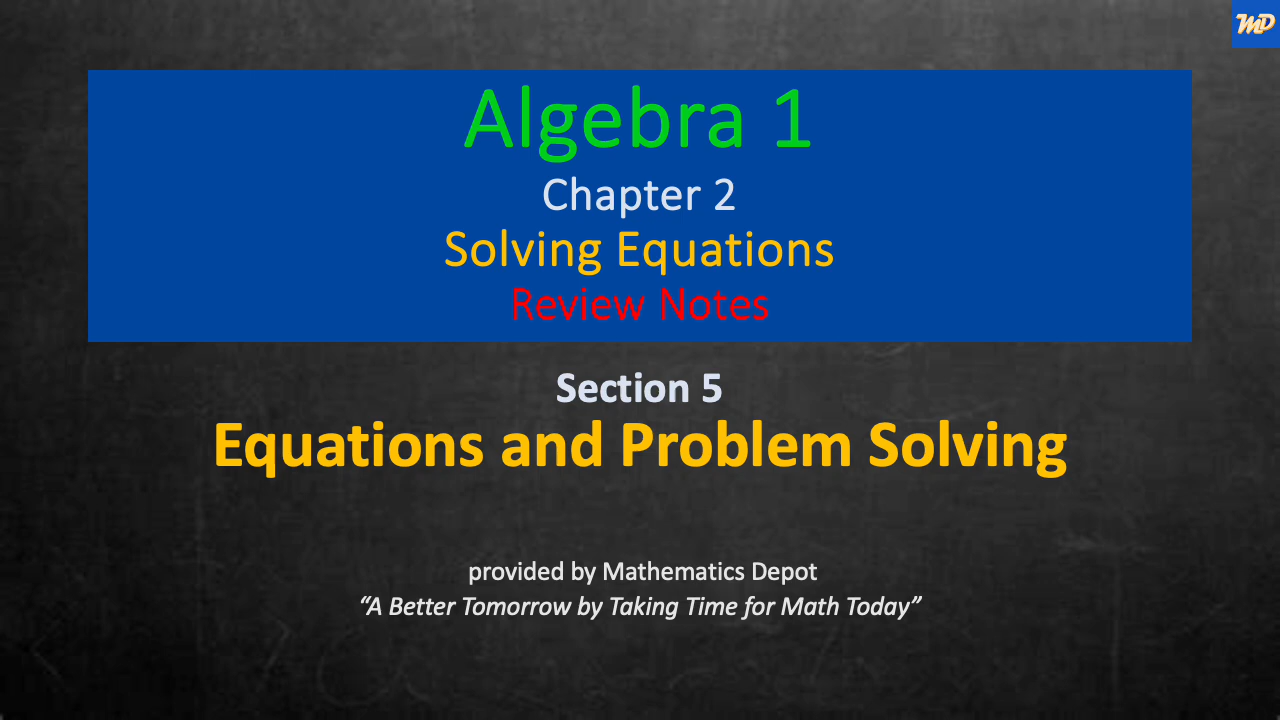 MD
Algebra 1
Chapter 2
Solving Equations
Review Notes
Section 5
Equations and Problem Solving
provided by Mathematics Depot
“A Better Tomorrow by Taking Time for Math Today”